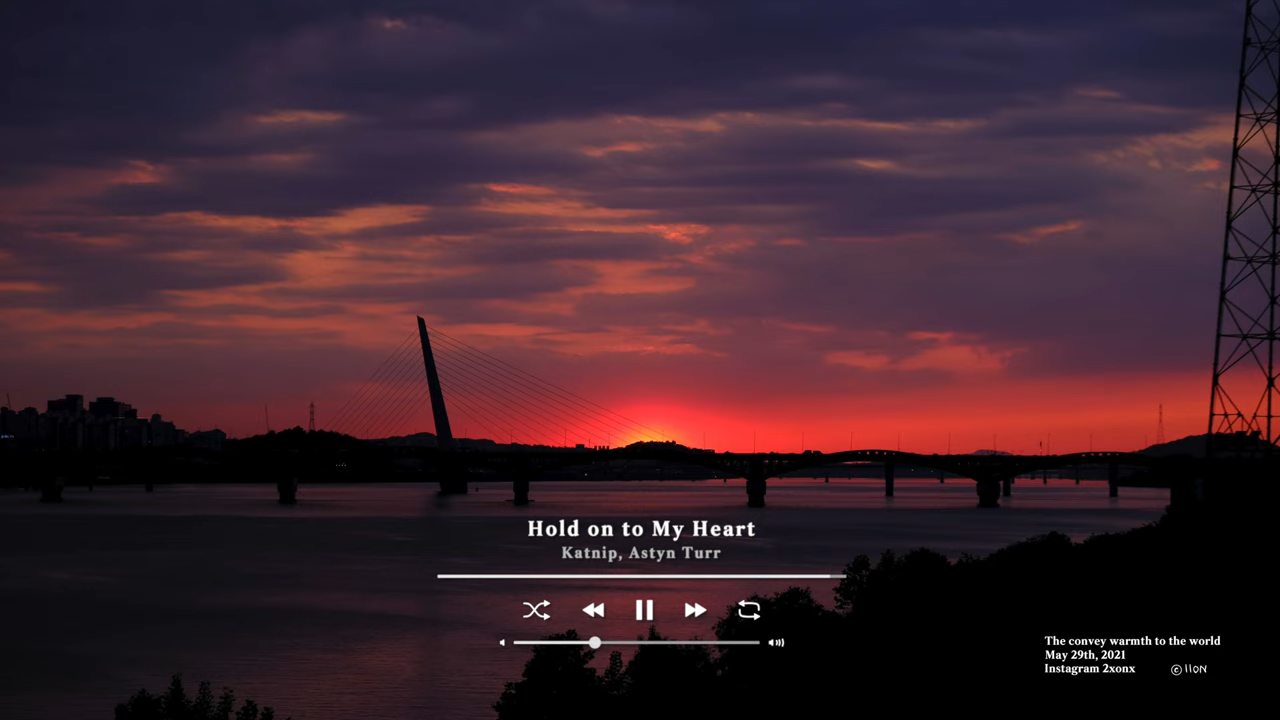 Hold on to My Heart
Katnip, Astyn Turr
The convey warmth to the world
May 29th, 2021
Instagram 2xonx